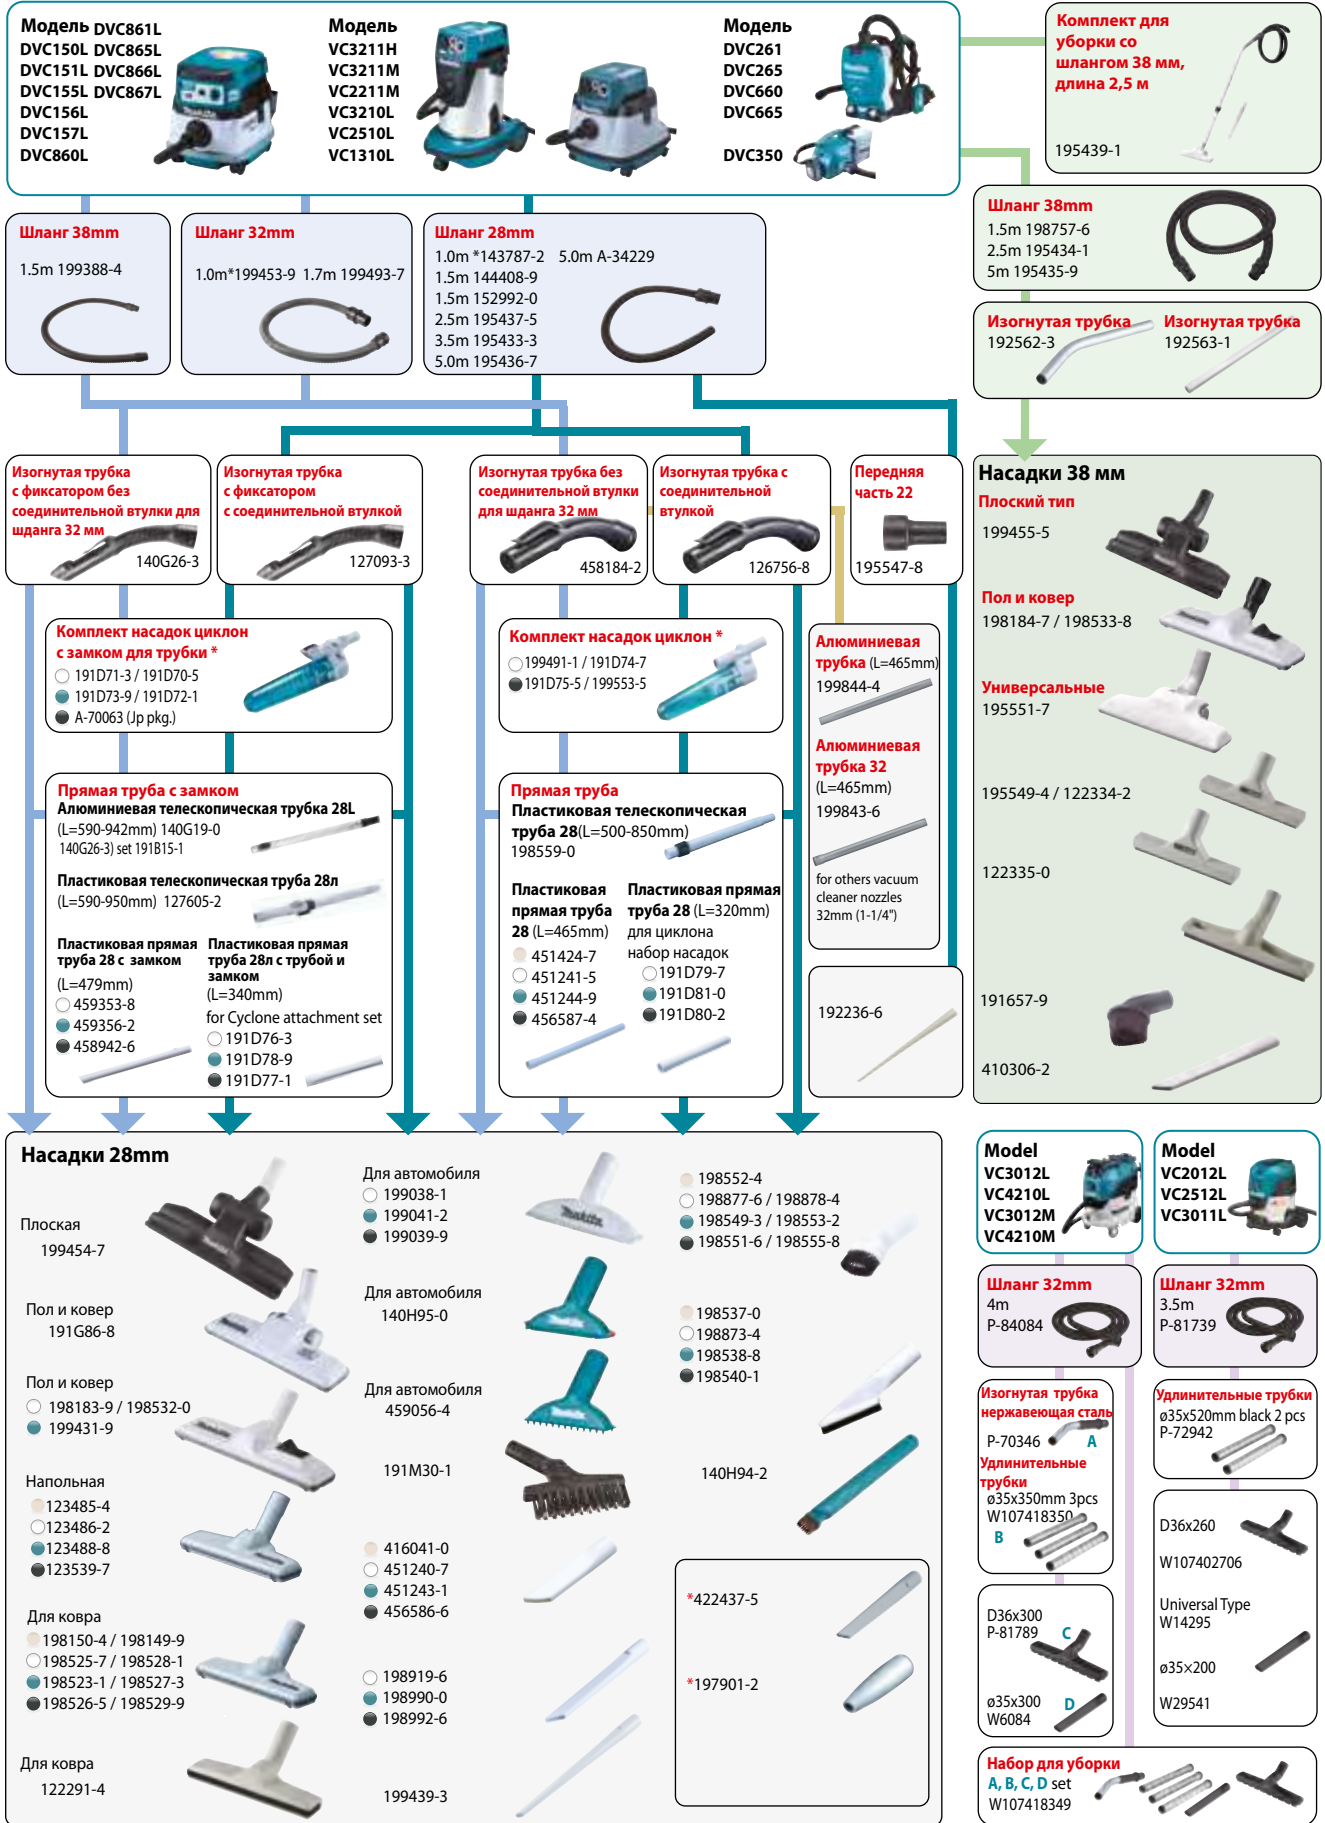 Модель DVC861L
DVC150L DVC865L
DVC151L DVC866L
DVC155L DVC867L
DVC156L
DVC157L
DVC860L
Модель
VC3211H
VC3211M
VC2211M
VC3210L
VC2510L
VC1310L
Модель
DVC261
DVC265
DVC660
DVC665
DVC350
Комплект для
уборки со
шлангом 38 мм,
длина 2,5 м
195439-1
Шланг 38mm
1.5m 199388-4
Шланг 32mm
1.0m*199453-9 1.7m 199493-7
Шланг 28mm
1.0m *143787-2 5.0m A-34229
1.5m 144408-9
1.5m 152992-0
2.5m 195437-5
3.5m 195433-3
5.0m 195436-7
Шланг 38mm
1.5m 198757-6
2.5m 195434-1
5m 195435-9
Изогнутая трубка
192562-3
Изогнутая трубка
192563-1
Изогнутая трубка
с фиксатором без
соединительной втулки для
шданга 32 мм
140G26-3
Изогнутая трубка
с фиксатором
с соединительной втулкой
127093-3
Изогнутая трубка без
соединительной втулки
для шданга 32 мм
458184-2
Изогнутая трубка с
соединительной
втулкой
126756-8
Передняя
часть 22
195547-8
Насадки 38 мм
Плоский тип
199455-5
Пол и ковер
198184-7 / 198533-8
Универсальные
195551-7
195549-4 / 122334-2
122335-0
191657-9
410306-2
Комплект насадок циклон
с замком для трубки *
191D71-3 / 191D70-5
191D73-9 / 191D72-1
A-70063 (Jp pkg.)
Комплект насадок циклон *
199491-1 / 191D74-7
191D75-5 / 199553-5
Алюминиевая
трубка (L=465mm)
199844-4
Алюминиевая
трубка 32
(L=465mm)
199843-6
for others vacuum
cleaner nozzles
32mm (1-1/4")
192236-6
Прямая труба с замком
Алюминиевая телескопическая трубка 28L
(L=590-942mm) 140G19-0
140G26-3) set 191B15-1
Пластиковая телескопическая труба 28л
(L=590-950mm) 127605-2
Пластиковая прямая
труба 28 с замком
(L=479mm)
459353-8
459356-2
458942-6
Пластиковая прямая
труба 28л с трубой и
замком
(L=340mm)
for Cyclone attachment set
191D76-3
191D78-9
191D77-1
Прямая труба
Пластиковая телескопическая
труба 28(L=500-850mm)
198559-0
Пластиковая
прямая труба
28 (L=465mm)
451424-7
451241-5
451244-9
456587-4
Пластиковая прямая
труба 28 (L=320mm)
для циклона
набор насадок
191D79-7
191D81-0
191D80-2
Насадки 28mm
Плоская
199454-7
Пол и ковер
191G86-8
Пол и ковер
198183-9 / 198532-0
199431-9
Напольная
123485-4
123486-2
123488-8
123539-7
Для ковра
198150-4 / 198149-9
198525-7 / 198528-1
198523-1 / 198527-3
198526-5 / 198529-9
Для ковра
122291-4
Для автомобиля
199038-1
199041-2
199039-9
makita
Для автомобиля
140H95-0
Для автомобиля
459056-4
191M30-1
416041-0
451240-7
451243-1
456586-6
198919-6
198990-0
198992-6
199439-3
198552-4
198877-6 / 198878-4
198549-3 / 198553-2
198551-6 / 198555-8
198537-0
198873-4
198538-8
198540-1
140H94-2
*422437-5
*197901-2
Model
VC3012L
VC4210L
VC3012M
VC4210M
Model
VC2012L
VC2512L
VC3011L
Шланг 32mm
4m
P-84084
Шланг 32mm
3.5m
P-81739
Изогнутая трубка
нержавеющая сталь
P-70346 A
Удлинительные
трубки
ø35x350mm 3pcs
W107418350
B
Удлинительные трубки
ø35x520mm black 2 pcs
P-72942
D36x300
P-81789 C
ø35x300 D
W6084
D36x260
W107402706
Universal Type
W14295
ø35×200
W29541
Набор для уборки
A, B, C, D set
W107418349